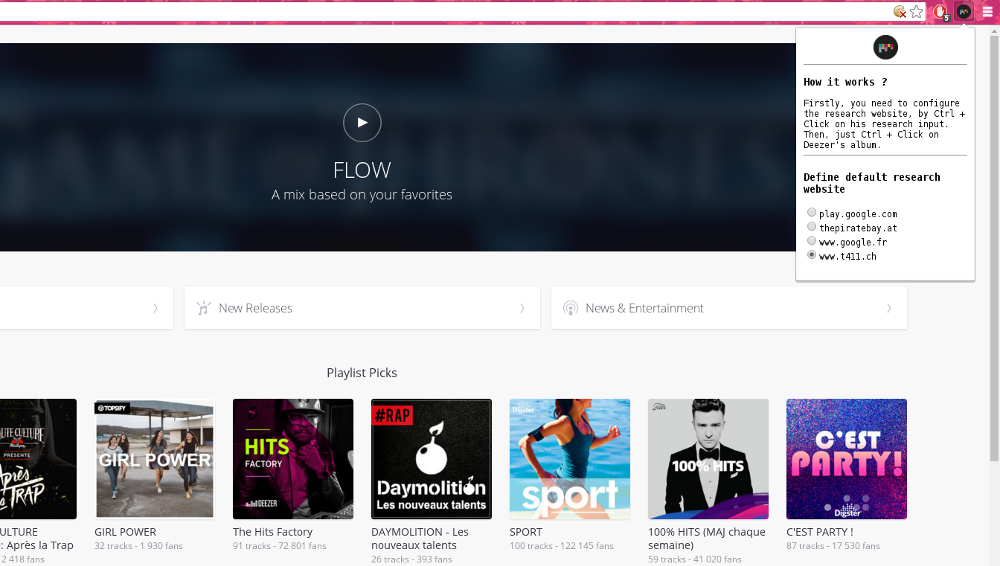 5
How it works ?
Firstly, you need to configure
the research website, by Ctrl +
Click on his research input.
Then, just Ctrl + Click on
Deezer's album.
Define default research
website
play.google.com
thepiratebay.at
www.google.fr
www.t411.ch
FLOW
A mix based on your favorites
New Releases
News & Entertainment
Playlist Picks
CULTURE
PRÉSENTE
Après
la TRAP
TOPSIFY
GIRL POWER
HITS
FACTORY
DEEZER
#RAP
Daymolition
Les nouveaux talents
Digster
sport
100% HITS
C'EST
PARTY!
Digster
CULTURE
: Après la Trap
2 418 fans
GIRL POWER
32 tracks - 1 930 fans
The Hits Factory
91 tracks - 72 801 fans
DAYMOLITION - Les
nouveaux talents
26 tracks - 393 fans
SPORT
100 tracks - 122 145 fans
100% HITS (MAJ chaque
semaine)
59 tracks - 41 020 fans
C'EST PARTY !
87 tracks - 17 530 fans